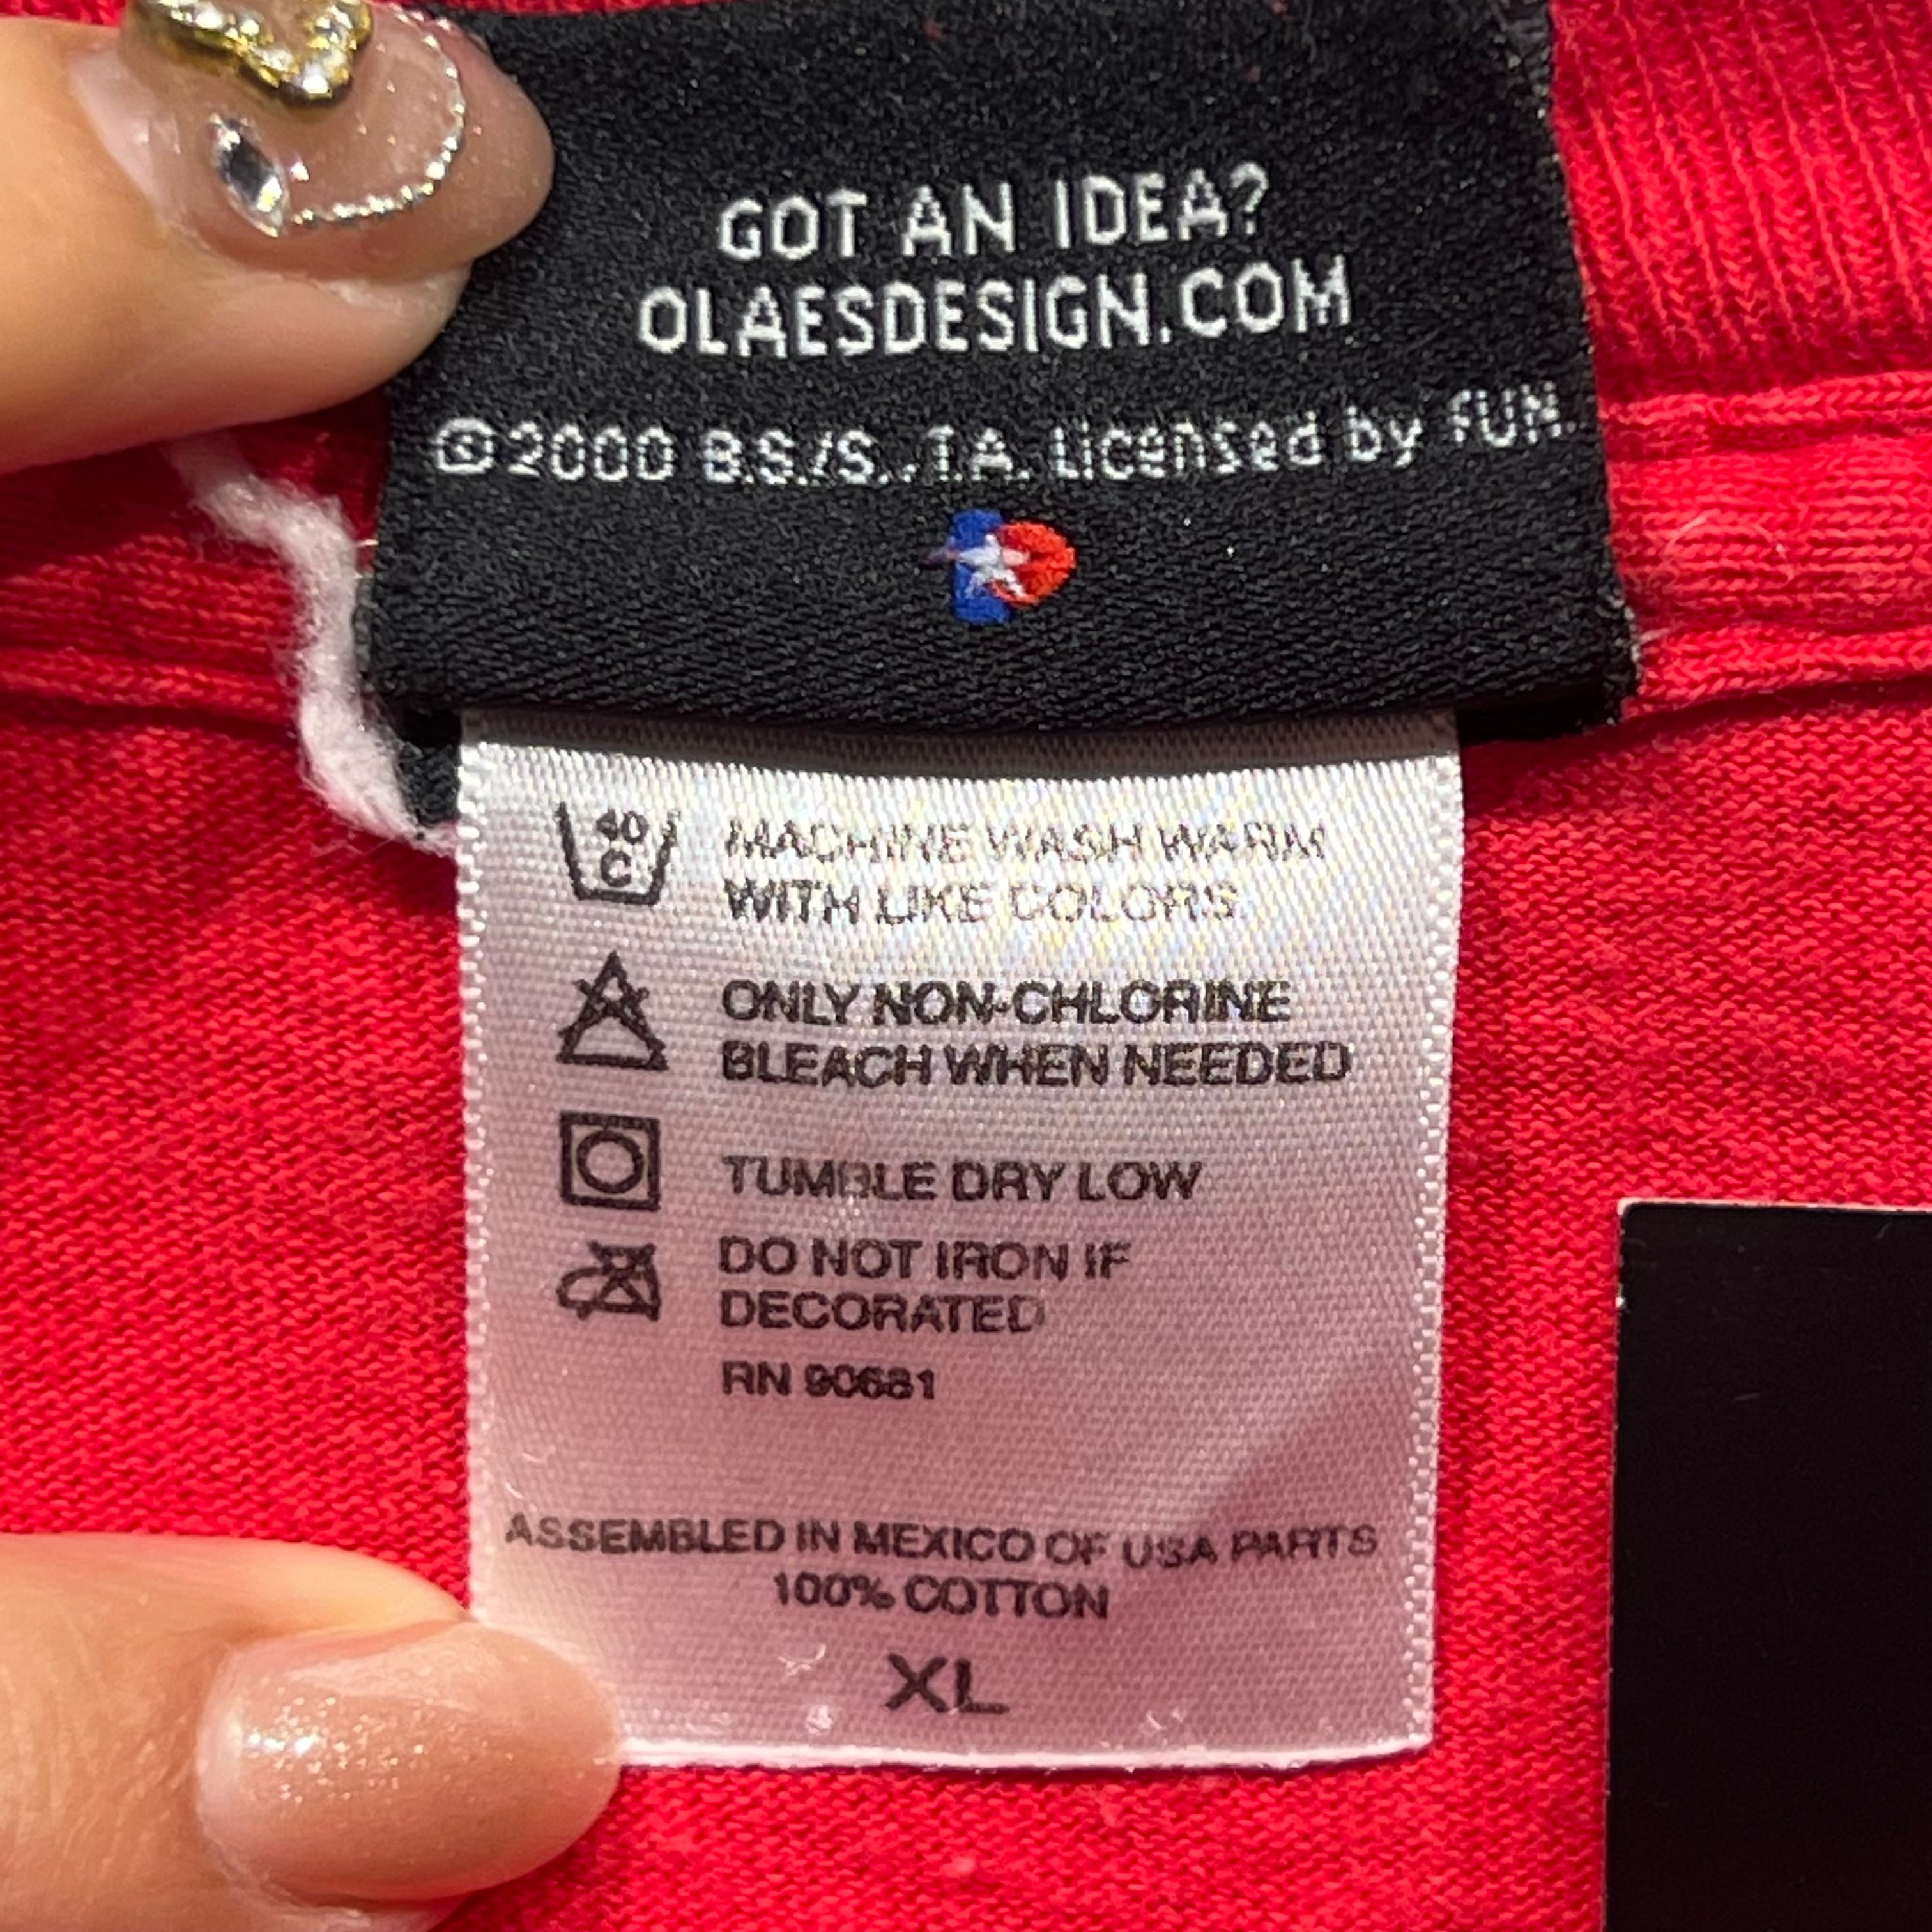 GOT AN IDEA?
OLAESDESIGN.COM
©2000 B.S./S.,T.A. Licensed by FUN.
40
C
MACHINE WASH WARM
WITH LIKE COLORS
ONLY NON-CHLORINE
BLEACH WHEN NEEDED
TUMBLE DRY LOW
DO NOT IRON IF
DECORATED
RN 90681
ASSEMBLED IN MEXICO OF USA PARTS
100% COTTON
XL